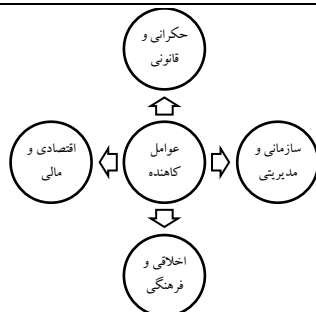 حکرانی و
قانونی
سازمانی و
مدیریتی
عوامل
کاهنده
اقتصادی و
مالی
اخلاقی و
فرهنگی